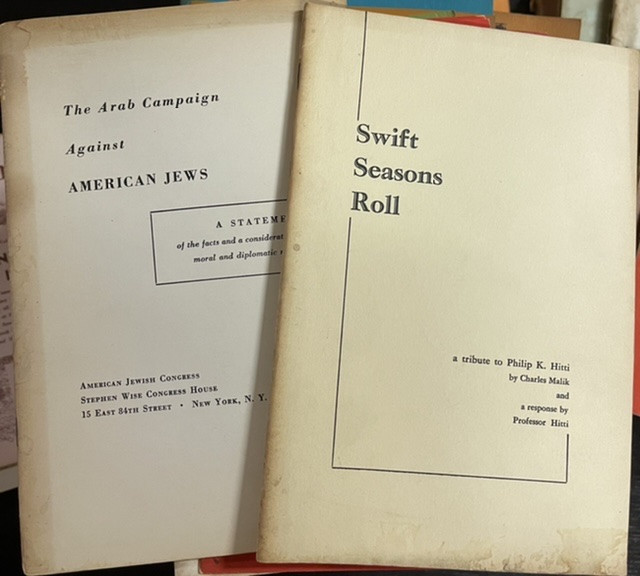 The Arab Campaign
Against
AMERICAN JEWS
A
of the facts and a
moral and diplomatic
AMERICAN JEWISH CONGRESS
STEPHEN WISE CONGRESS HOUSE
15 EAST 84TH STREET • NEW YORK, N. Y.
Swift
Seasons
Roll
a tribute to Philip K. Hitti
by Charles Malik
and
a response by
Professor Hitti